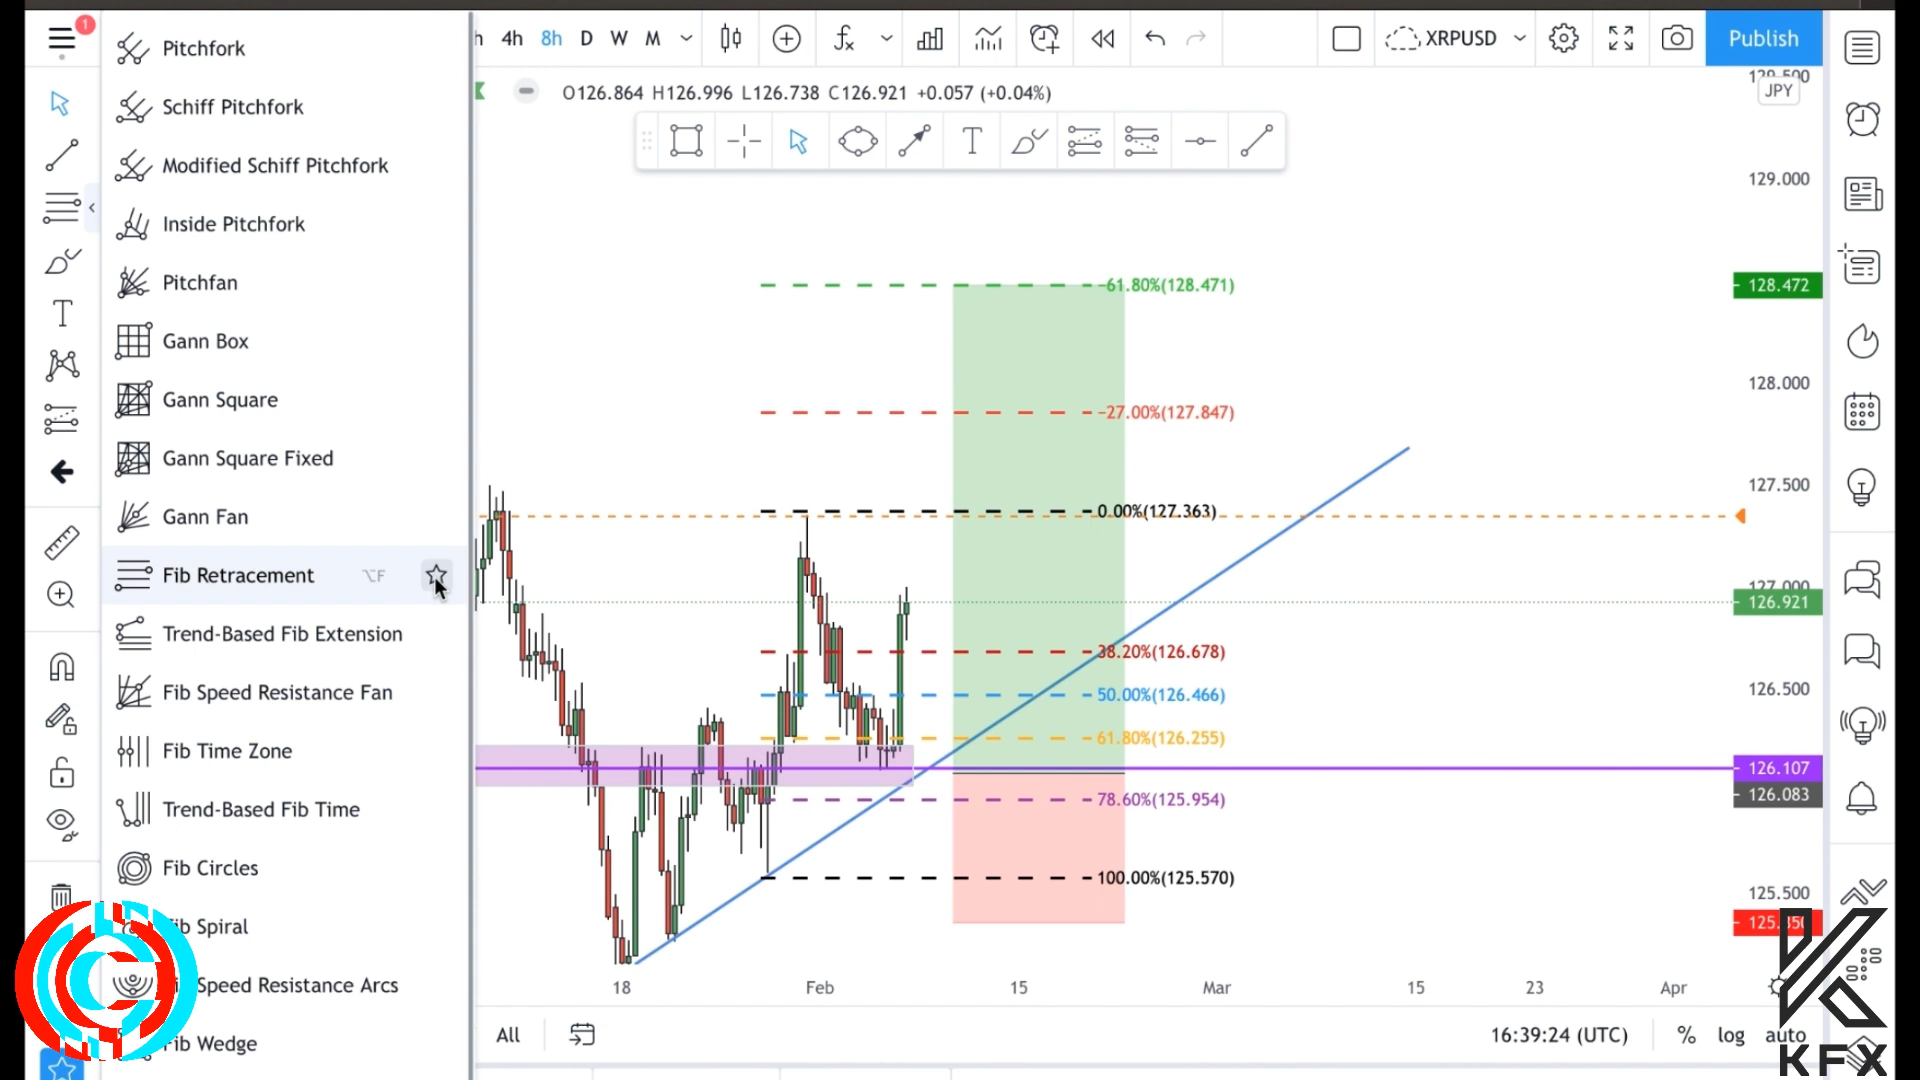 1
Pitchfork
Schiff Pitchfork
Modified Schiff Pitchfork
Inside Pitchfork
Pitchfan
Gann Box
Gann Square
Gann Square Fixed
Gann Fan
Fib Retracement ⌥F
Trend-Based Fib Extension
Fib Speed Resistance Fan
Fib Time Zone
Trend-Based Fib Time
Fib Circles
Spiral
Speed Resistance Arcs
Fib Wedge
4h 8h D W M
XRPUSD
Publish
O126.864 H126.996 L126.738 C126.921 +0.057 (+0.04%)
JPY
129.000
-61.80%(128.471)
128.472
128.000
-27.00%(127.847)
127.500
0.00%(127.363)
127.000
126.921
38.20%(126.678)
126.500
50.00%(126.466)
61.80%(126.255)
126.107
126.083
78.60%(125.954)
100.00%(125.570)
125.500
18 Feb 15 Mar 15 23 Apr
All
16:39:24 (UTC) % log auto
KFX